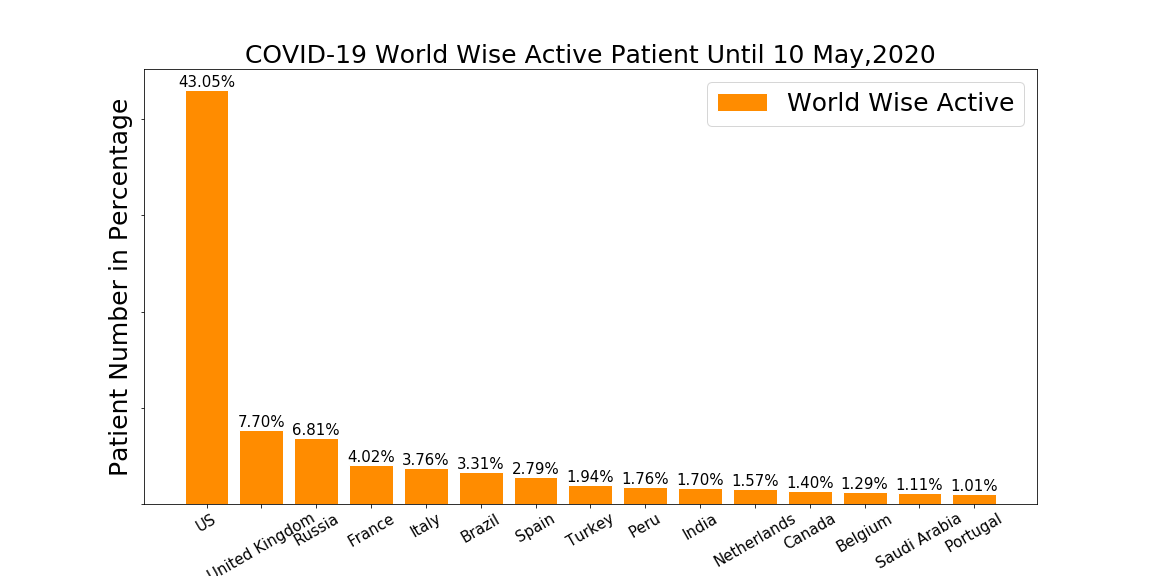 COVID-19 World Wise Active Patient Until 10 May,2020
World Wise Active
Patient Number in Percentage
43.05%
7.70%
6.81%
4.02%
3.76%
3.31%
2.79%
1.94%
1.76%
1.70%
1.57%
1.40%
1.29%
1.11%
1.01%
US
United Kingdom
Russia
France
Italy
Brazil
Spain
Turkey
Peru
India
Netherlands
Canada
Belgium
Saudi Arabia
Portugal